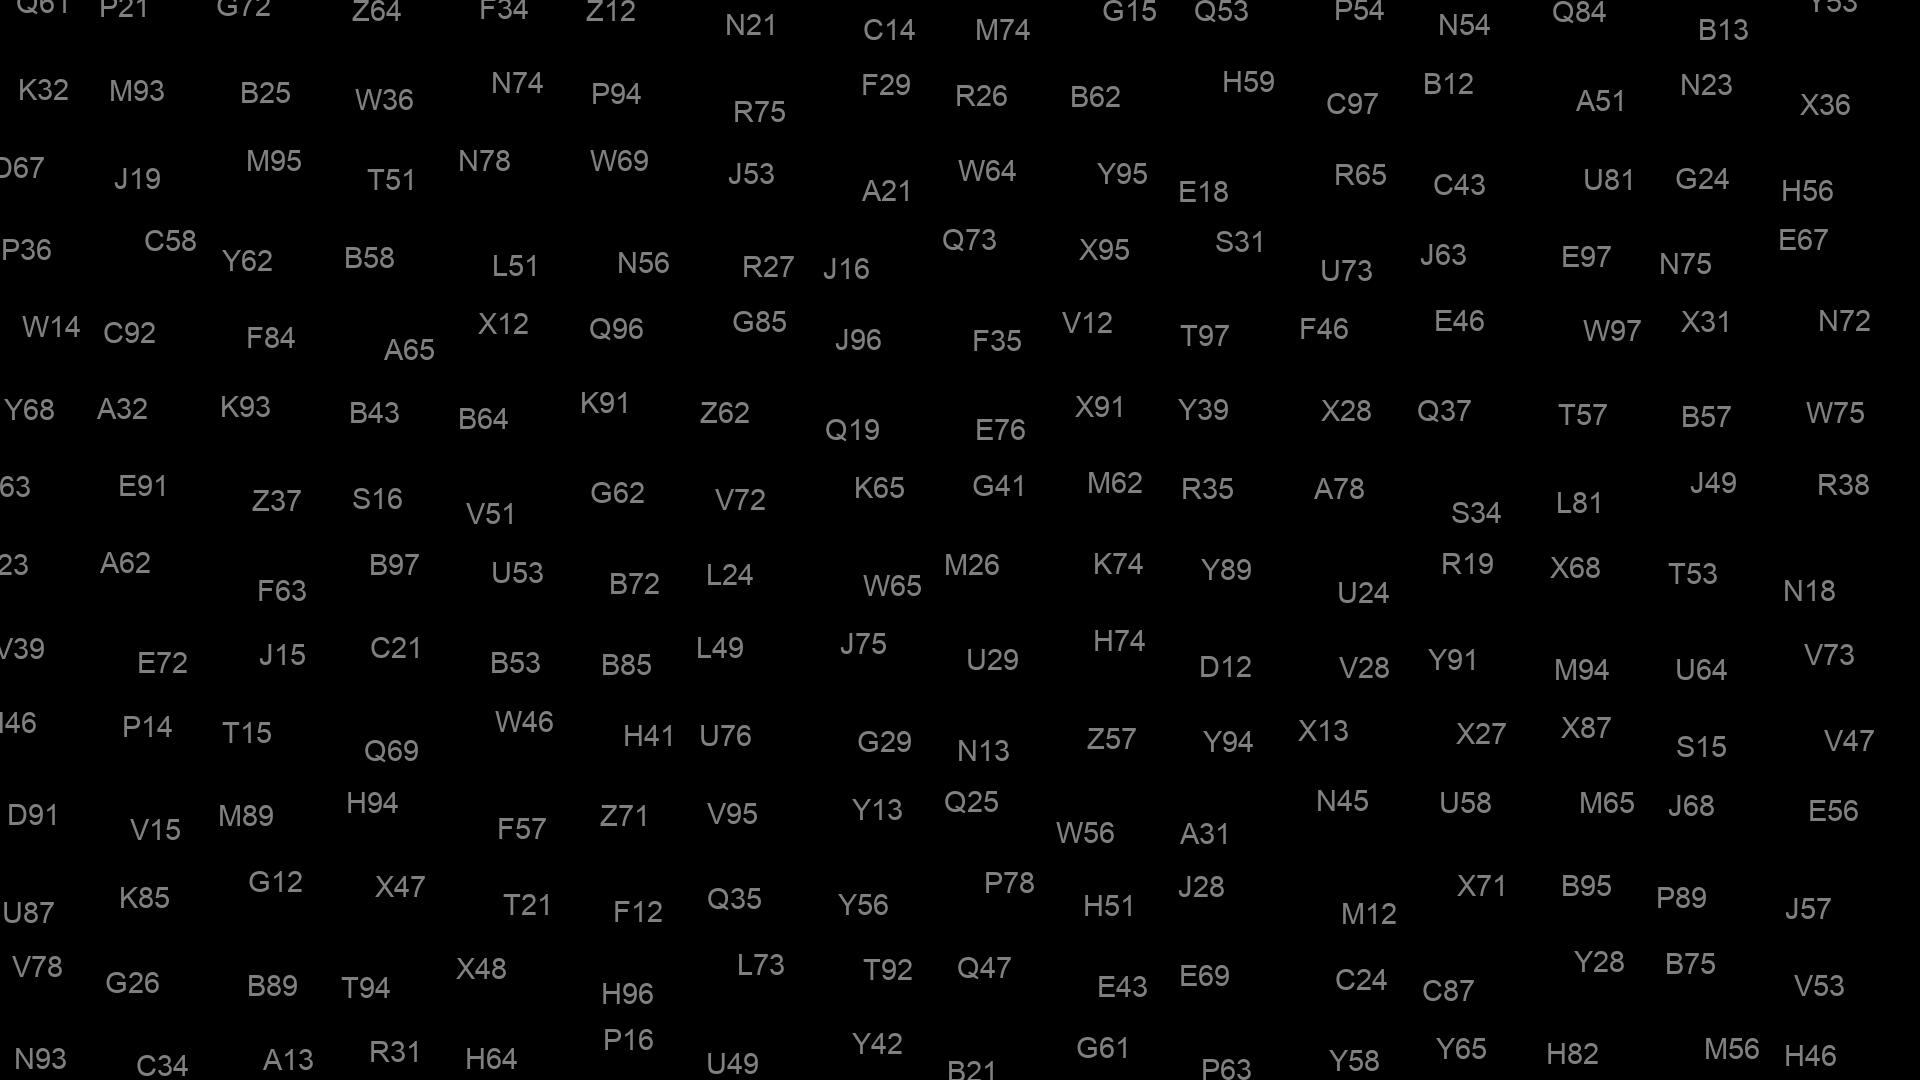 Q61 P21 G72 Z64 F34 Z12 N21 C14 M74 G15 Q53 P54 N54 Q84 B13 Y53
K32 M93 B25 W36 N74 P94 R75 F29 R26 B62 H59 C97 B12 A51 N23 X36
D67 J19 M95 T51 N78 W69 J53 A21 W64 Y95 E18 R65 C43 U81 G24 H56
P36 C58 Y62 B58 L51 N56 R27 J16 Q73 X95 S31 U73 J63 E97 N75 E67
W14 C92 F84 A65 X12 Q96 G85 J96 F35 V12 T97 F46 E46 W97 X31 N72
Y68 A32 K93 B43 B64 K91 Z62 Q19 E76 X91 Y39 X28 Q37 T57 B57 W75
63 E91 Z37 S16 V51 G62 V72 K65 G41 M62 R35 A78 S34 L81 J49 R38
23 A62 F63 B97 U53 B72 L24 W65 M26 K74 Y89 U24 R19 X68 T53 N18
V39 E72 J15 C21 B53 B85 L49 J75 U29 H74 D12 V28 Y91 M94 U64 V73
46 P14 T15 Q69 W46 H41 U76 G29 N13 Z57 Y94 X13 X27 X87 S15 V47
D91 V15 M89 H94 F57 Z71 V95 Y13 Q25 W56 A31 N45 U58 M65 J68 E56
U87 K85 G12 X47 T21 F12 Q35 Y56 P78 H51 J28 M12 X71 B95 P89 J57
V78 G26 B89 T94 X48 H96 L73 T92 Q47 E43 E69 C24 C87 Y28 B75 V53
N93 C34 A13 R31 H64 P16 U49 Y42 B21 G61 P63 Y58 Y65 H82 M56 H46